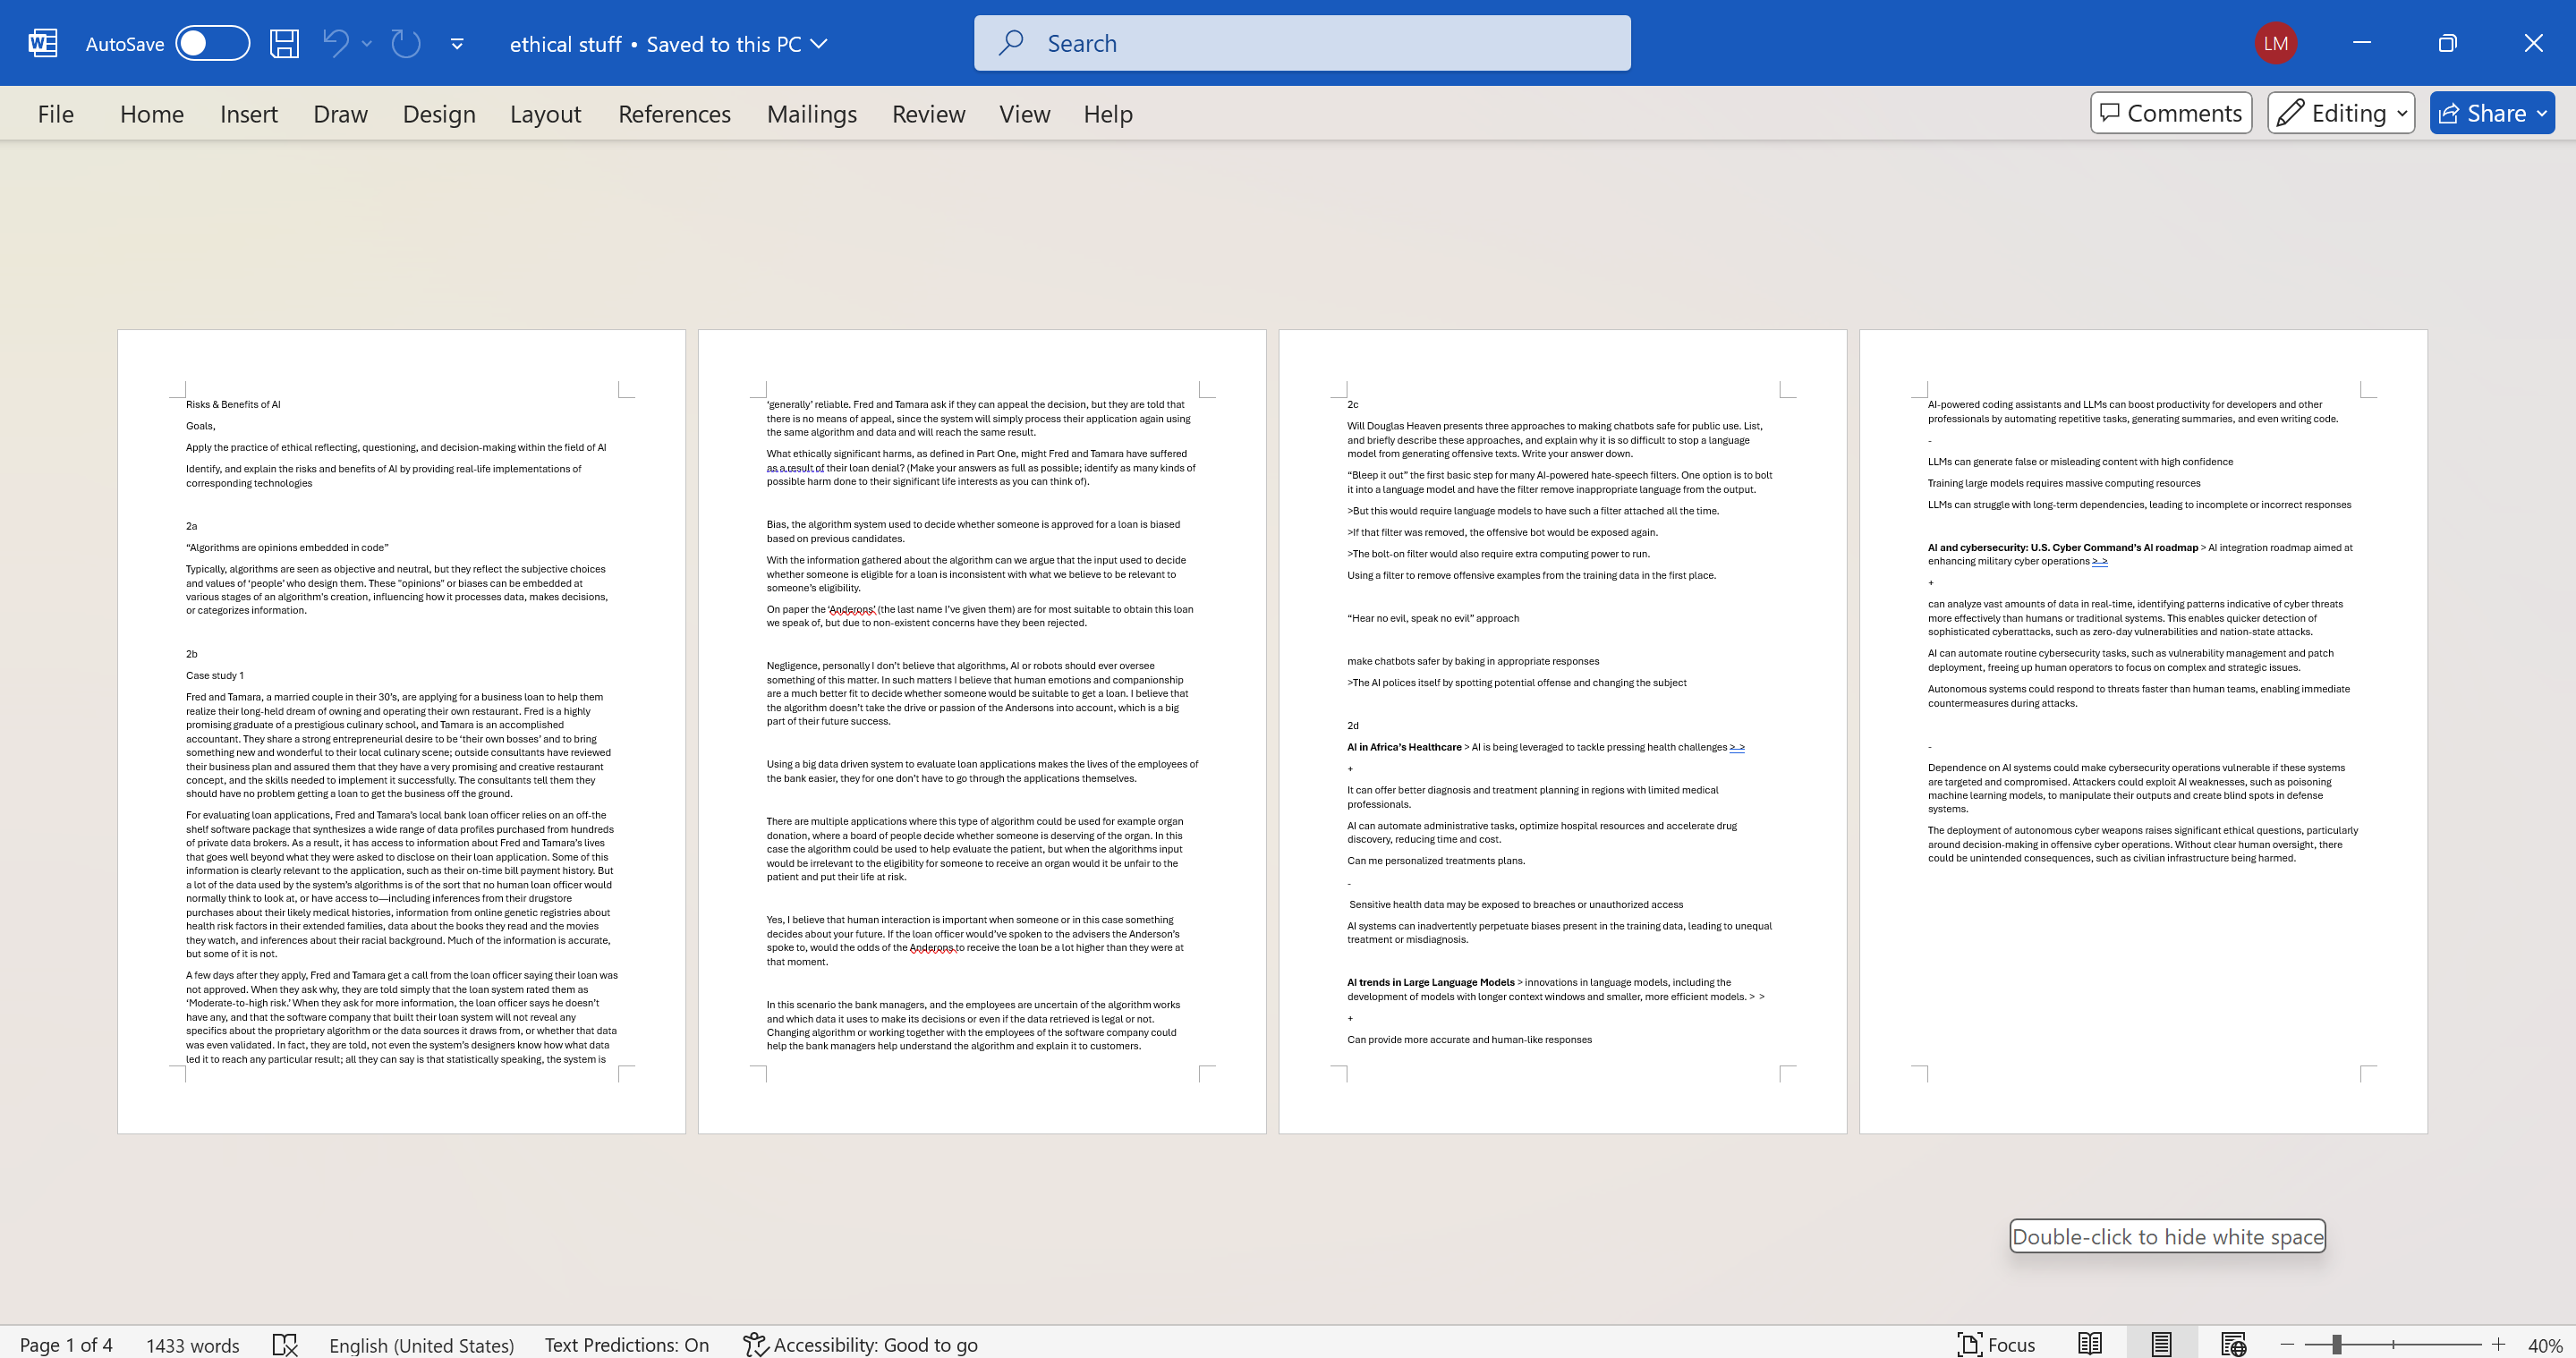 AutoSave
ethical stuff • Saved to this PC
Search
LM
File Home Insert Draw Design Layout References Mailings Review View Help
Comments Editing Share
Risks & Benefits of AI
Goals,
Apply the practice of ethical reflecting, questioning, and decision-making within the field of AI
Identify, and explain the risks and benefits of AI by providing real-life implementations of
corresponding technologies
2a
“Algorithms are opinions embedded in code”
Typically, algorithms are seen as objective and neutral, but they reflect the subjective choices
and values of ‘people’ who design them. These "opinions" or biases can be embedded at
various stages of an algorithm’s creation, influencing how it processes data, makes decisions,
or categorizes information.
2b
Case study 1
Fred and Tamara, a married couple in their 30’s, are applying for a business loan to help them
realize their long-held dream of owning and operating their own restaurant. Fred is a highly
promising graduate of a prestigious culinary school, and Tamara is an accomplished
accountant. They share a strong entrepreneurial desire to be ‘their own bosses’ and to bring
something new and wonderful to their local culinary scene; outside consultants have reviewed
their business plan and assured them that they have a very promising and creative restaurant
concept, and the skills needed to implement it successfully. The consultants tell them they
should have no problem getting a loan to get the business off the ground.
For evaluating loan applications, Fred and Tamara’s local bank loan officer relies on an off-the
shelf software package that synthesizes a wide range of data profiles purchased from hundreds
of private data brokers. As a result, it has access to information about Fred and Tamara’s lives
that goes well beyond what they were asked to disclose on their loan application. Some of this
information is clearly relevant to the application, such as their on-time bill payment history. But
a lot of the data used by the system’s algorithms is of the sort that no human loan officer would
normally think to look at, or have access to—including inferences from their drugstore
purchases about their likely medical histories, information from online genetic registries about
health risk factors in their extended families, data about the books they read and the movies
they watch, and inferences about their racial background. Much of the information is accurate,
but some of it is not.
A few days after they apply, Fred and Tamara get a call from the loan officer saying their loan was
not approved. When they ask why, they are told simply that the loan system rated them as
‘Moderate-to-high risk.’ When they ask for more information, the loan officer says he doesn’t
have any, and that the software company that built their loan system will not reveal any
specifics about the proprietary algorithm or the data sources it draws from, or whether that data
was even validated. In fact, they are told, not even the system’s designers know how what data
led it to reach any particular result; all they can say is that statistically speaking, the system is
‘generally’ reliable. Fred and Tamara ask if they can appeal the decision, but they are told that
there is no means of appeal, since the system will simply process their application again using
the same algorithm and data and will reach the same result.
What ethically significant harms, as defined in Part One, might Fred and Tamara have suffered
as a result of their loan denial? (Make your answers as full as possible; identify as many kinds of
possible harm done to their significant life interests as you can think of).
Bias, the algorithm system used to decide whether someone is approved for a loan is biased
based on previous candidates.
With the information gathered about the algorithm can we argue that the input used to decide
whether someone is eligible for a loan is inconsistent with what we believe to be relevant to
someone’s eligibility.
On paper the ‘Anderons’ (the last name I’ve given them) are for most suitable to obtain this loan
we speak of, but due to non-existent concerns have they been rejected.
Negligence, personally I don’t believe that algorithms, AI or robots should ever oversee
something of this matter. In such matters I believe that human emotions and companionship
are a much better fit to decide whether someone would be suitable to get a loan. I believe that
the algorithm doesn’t take the drive or passion of the Andersons into account, which is a big
part of their future success.
Using a big data driven system to evaluate loan applications makes the lives of the employees of
the bank easier, they for one don’t have to go through the applications themselves.
There are multiple applications where this type of algorithm could be used for example organ
donation, where a board of people decide whether someone is deserving of the organ. In this
case the algorithm could be used to help evaluate the patient, but when the algorithms input
would be irrelevant to the eligibility for someone to receive an organ would it be unfair to the
patient and put their life at risk.
Yes, I believe that human interaction is important when someone or in this case something
decides about your future. If the loan officer would’ve spoken to the advisers the Anderson’s
spoke to, would the odds of the Anderons to receive the loan be a lot higher than they were at
that moment.
In this scenario the bank managers, and the employees are uncertain of the algorithm works
and which data it uses to make its decisions or even if the data retrieved is legal or not.
Changing algorithm or working together with the employees of the software company could
help the bank managers help understand the algorithm and explain it to customers.
2c
Will Douglas Heaven presents three approaches to making chatbots safe for public use. List,
and briefly describe these approaches, and explain why it is so difficult to stop a language
model from generating offensive texts. Write your answer down.
“Bleep it out” the first basic step for many AI-powered hate-speech filters. One option is to bolt
it into a language model and have the filter remove inappropriate language from the output.
>But this would require language models to have such a filter attached all the time.
>If that filter was removed, the offensive bot would be exposed again.
>The bolt-on filter would also require extra computing power to run.
Using a filter to remove offensive examples from the training data in the first place.
“Hear no evil, speak no evil” approach
make chatbots safer by baking in appropriate responses
>The AI polices itself by spotting potential offense and changing the subject
2d
AI in Africa’s Healthcare > AI is being leveraged to tackle pressing health challenges > >
+
It can offer better diagnosis and treatment planning in regions with limited medical
professionals.
AI can automate administrative tasks, optimize hospital resources and accelerate drug
discovery, reducing time and cost.
Can me personalized treatments plans.
-
Sensitive health data may be exposed to breaches or unauthorized access
AI systems can inadvertently perpetuate biases present in the training data, leading to unequal
treatment or misdiagnosis.
AI trends in Large Language Models > innovations in language models, including the
development of models with longer context windows and smaller, more efficient models. > >
+
Can provide more accurate and human-like responses
AI-powered coding assistants and LLMs can boost productivity for developers and other
professionals by automating repetitive tasks, generating summaries, and even writing code.
-
LLMs can generate false or misleading content with high confidence
Training large models requires massive computing resources
LLMs can struggle with long-term dependencies, leading to incomplete or incorrect responses
AI and cybersecurity: U.S. Cyber Command’s AI roadmap > AI integration roadmap aimed at
enhancing military cyber operations > >
+
can analyze vast amounts of data in real-time, identifying patterns indicative of cyber threats
more effectively than humans or traditional systems. This enables quicker detection of
sophisticated cyberattacks, such as zero-day vulnerabilities and nation-state attacks.
AI can automate routine cybersecurity tasks, such as vulnerability management and patch
deployment, freeing up human operators to focus on complex and strategic issues.
Autonomous systems could respond to threats faster than human teams, enabling immediate
countermeasures during attacks.
-
Dependence on AI systems could make cybersecurity operations vulnerable if these systems
are targeted and compromised. Attackers could exploit AI weaknesses, such as poisoning
machine learning models, to manipulate their outputs and create blind spots in defense
systems.
The deployment of autonomous cyber weapons raises significant ethical questions, particularly
around decision-making in offensive cyber operations. Without clear human oversight, there
could be unintended consequences, such as civilian infrastructure being harmed.
Double-click to hide white space
Page 1 of 4 1433 words English (United States) Text Predictions: On Accessibility: Good to go Focus 40%